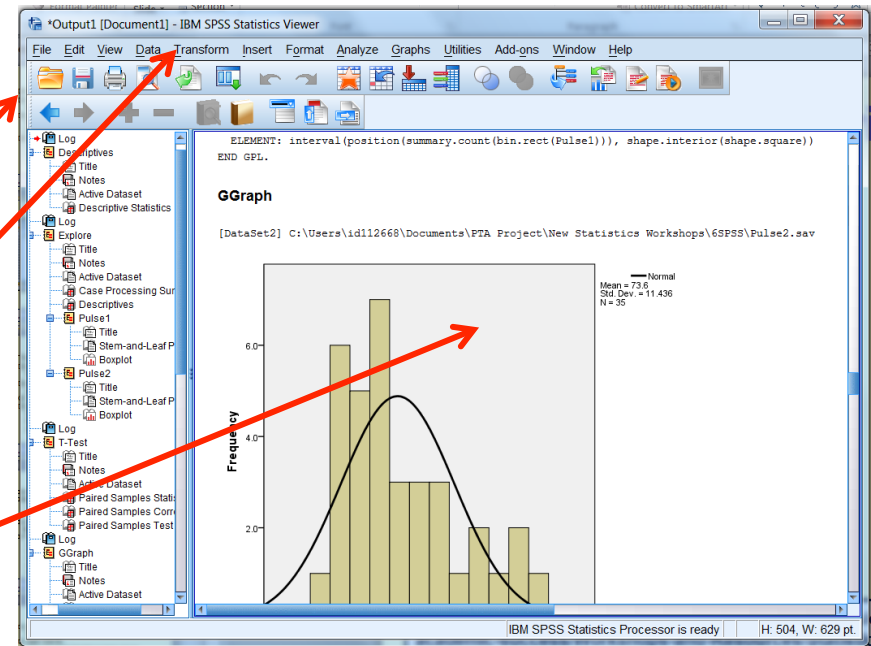 *Output1 [Document1] - IBM SPSS Statistics Viewer
File Edit View Data Transform Insert Format Analyze Graphs Utilities Add-ons Window Help
Log
Descriptives
Title
Notes
Active Dataset
Descriptive Statistics
Log
Explore
Title
Notes
Active Dataset
Case Processing Sur
Descriptives
Pulse1
Title
Stem-and-Leaf P
Boxplot
Pulse2
Title
Stem-and-Leaf P
Boxplot
Log
T-Test
Title
Notes
Active Dataset
Paired Samples Statis
Paired Samples Corr
Paired Samples Test
Log
GGraph
Title
Notes
Active Dataset
ELEMENT: interval(position(summary.count(bin.rect(Pulse1))), shape.interior(shape.square))
END GPL.
GGraph
[DataSet2] C:\Users\id112668\Documents\PTA Project\New Statistics Workshops\6SPSS\Pulse2.sav
Normal
Mean = 73.6
Std. Dev. = 11.436
N = 35
6.0
4.0
2.0
Frequency
IBM SPSS Statistics Processor is ready
H: 504, W: 629 pt.